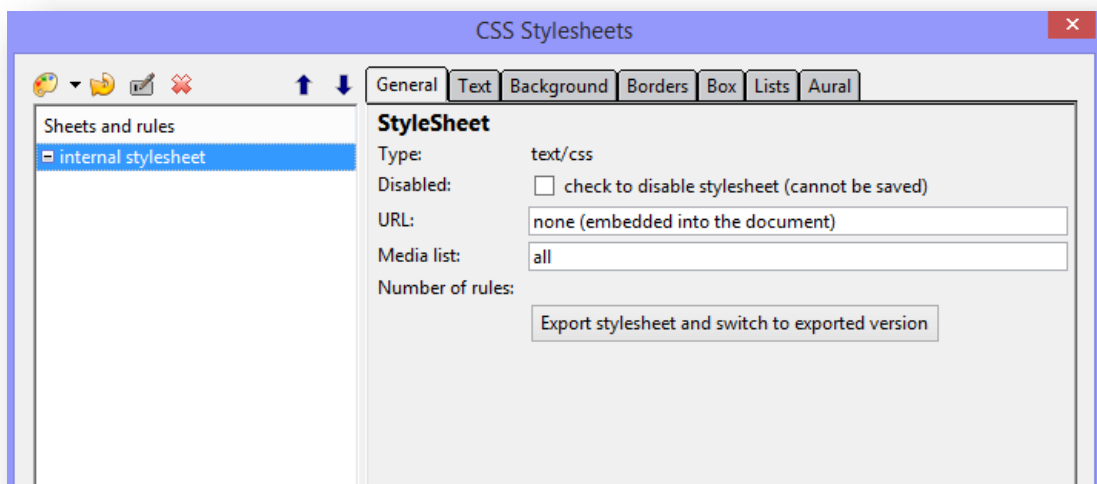 CSS Stylesheets
General Text Background Borders Box Lists Aural
Sheets and rules
internal stylesheet
StyleSheet
Type: text/css
Disabled: check to disable stylesheet (cannot be saved)
URL: none (embedded into the document)
Media list: all
Number of rules:
Export stylesheet and switch to exported version